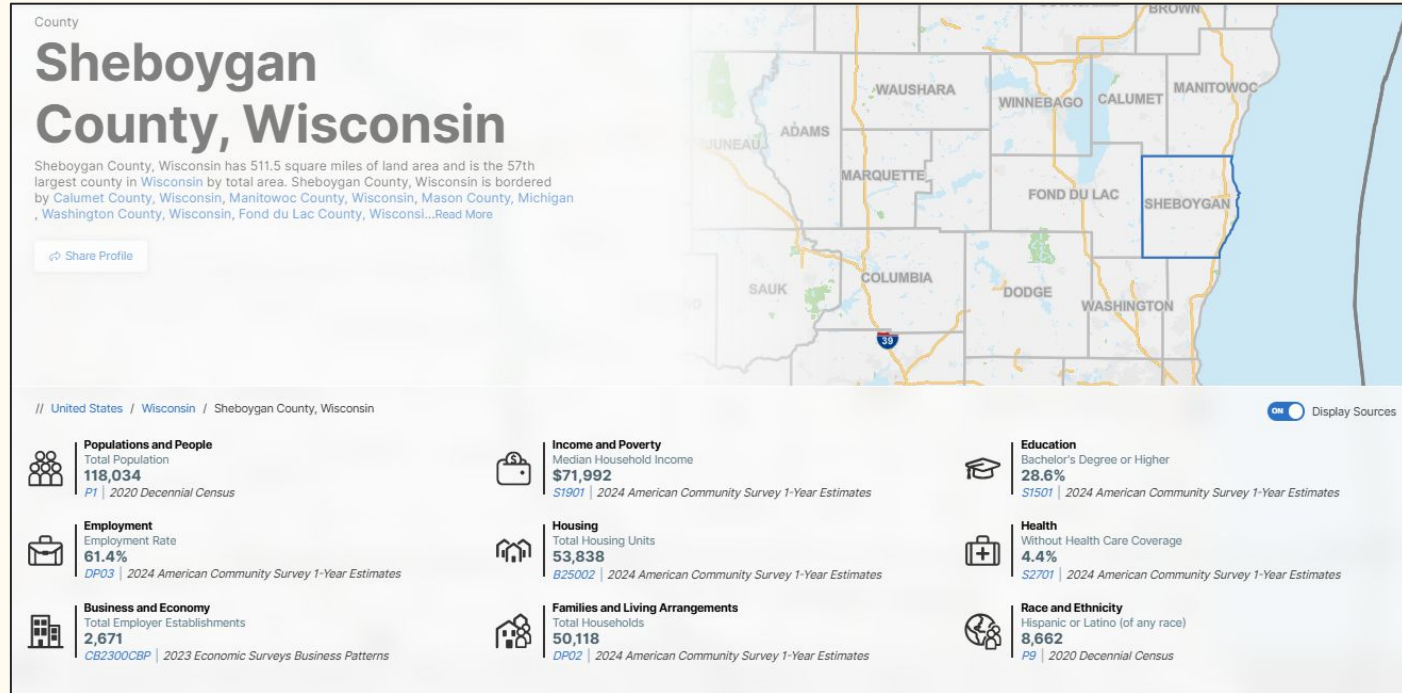 County
Sheboygan
County, Wisconsin
Sheboygan County, Wisconsin has 511.5 square miles of land area and is the 57th
largest county in Wisconsin by total area. Sheboygan County, Wisconsin is bordered
by Calumet County, Wisconsin, Manitowoc County, Wisconsin, Mason County, Michigan
, Washington County, Wisconsin, Fond du Lac County, Wisconsi...Read More
Share Profile
BROWN
WAUSHARA
WINNEBAGO
CALUMET
MANITOWOC
ADAMS
JUNEAU
MARQUETTE
FOND DU LAC
SHEBOYGAN
SAUK
COLUMBIA
DODGE
WASHINGTON
39
// United States / Wisconsin / Sheboygan County, Wisconsin
ON Display Sources
Populations and People
Total Population
118,034
P1 | 2020 Decennial Census
Income and Poverty
Median Household Income
$71,992
S1901 | 2024 American Community Survey 1-Year Estimates
Education
Bachelor's Degree or Higher
28.6%
S1501 | 2024 American Community Survey 1-Year Estimates
Employment
Employment Rate
61.4%
DP03 | 2024 American Community Survey 1-Year Estimates
Housing
Total Housing Units
53,838
B25002 | 2024 American Community Survey 1-Year Estimates
Health
Without Health Care Coverage
4.4%
S2701 | 2024 American Community Survey 1-Year Estimates
Business and Economy
Total Employer Establishments
2,671
CB2300CBP | 2023 Economic Surveys Business Patterns
Families and Living Arrangements
Total Households
50,118
DP02 | 2024 American Community Survey 1-Year Estimates
Race and Ethnicity
Hispanic or Latino (of any race)
8,662
P9 | 2020 Decennial Census